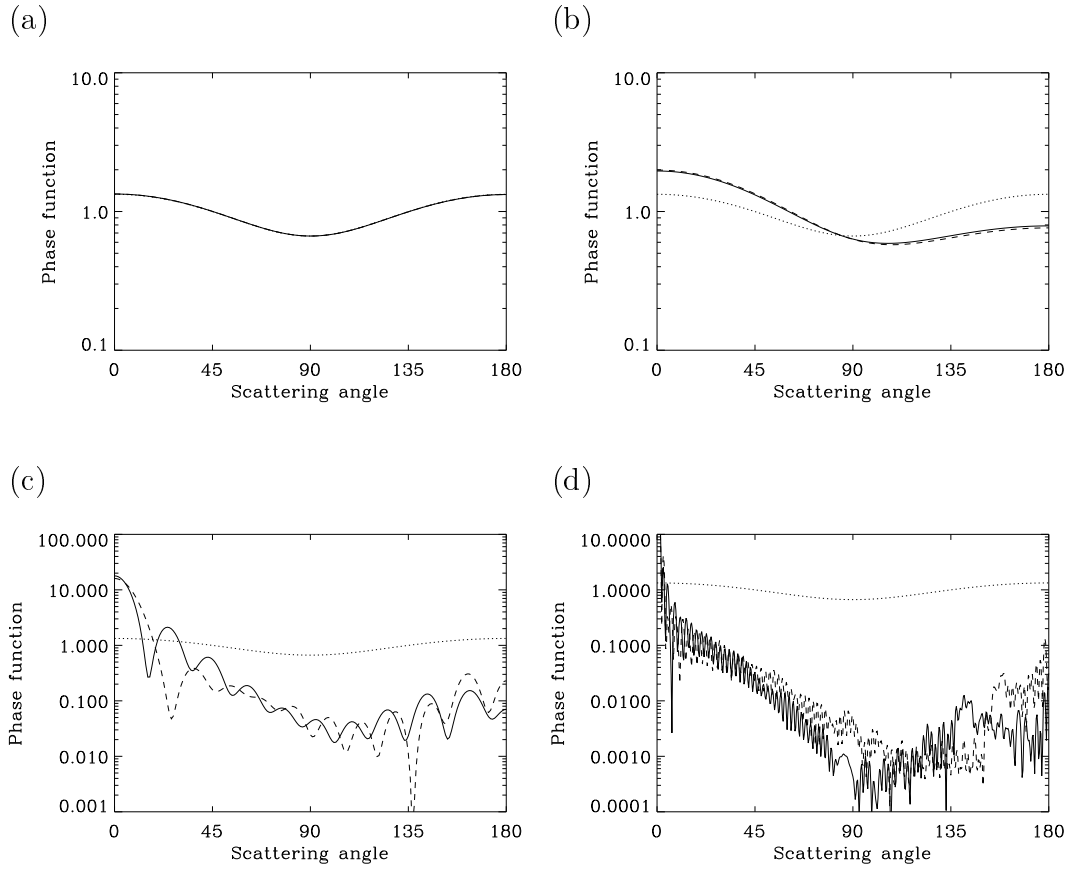 (a)
10.0
1.0
0.1
Phase function
0 45 90 135 180
Scattering angle
(b)
10.0
1.0
0.1
Phase function
0 45 90 135 180
Scattering angle
(c)
100.000
10.000
1.000
0.100
0.010
0.001
Phase function
0 45 90 135 180
Scattering angle
(d)
10.0000
1.0000
0.1000
0.0100
0.0010
0.0001
Phase function
0 45 90 135 180
Scattering angle